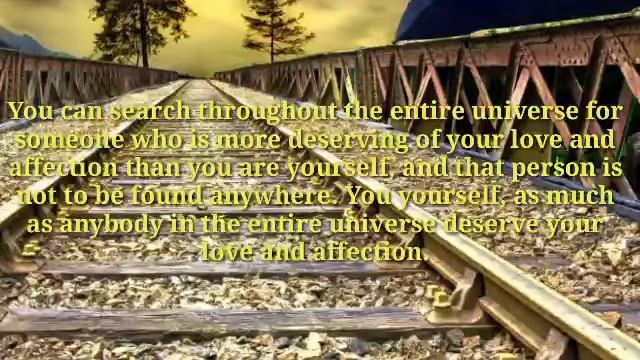 You can search throughout the entire universe for
someone who is more deserving of your love and
affection than you are yourself, and that person is
not to be found anywhere. You yourself, as much
as anybody in the entire universe deserve your
love and affection.